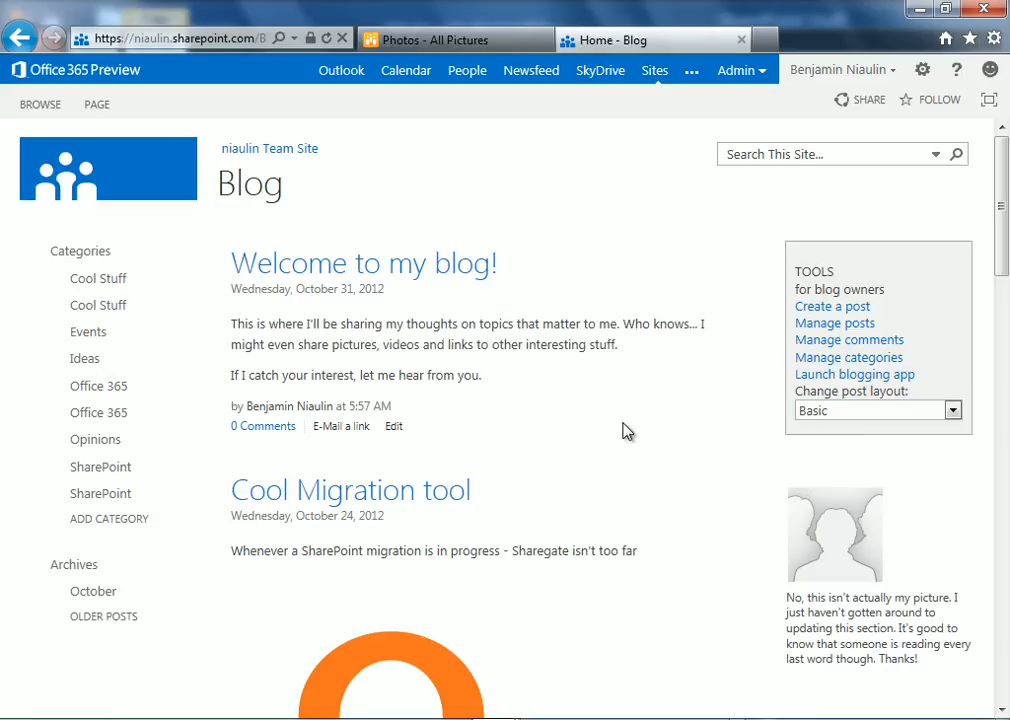 https://niaulin.sharepoint.com/B
Photos - All Pictures
Home - Blog
Office 365 Preview
Outlook
Calendar
People
Newsfeed
SkyDrive
Sites
...
Admin
Benjamin Niaulin
?
BROWSE
PAGE
SHARE
FOLLOW
niaulin Team Site
Blog
Search This Site...
Categories
Cool Stuff
Cool Stuff
Events
Ideas
Office 365
Office 365
Opinions
SharePoint
SharePoint
ADD CATEGORY
Archives
October
OLDER POSTS
Welcome to my blog!
Wednesday, October 31, 2012
This is where I'll be sharing my thoughts on topics that matter to me. Who knows... I
might even share pictures, videos and links to other interesting stuff.
If I catch your interest, let me hear from you.
by Benjamin Niaulin at 5:57 AM
0 Comments
E-Mail a link
Edit
Cool Migration tool
Wednesday, October 24, 2012
Whenever a SharePoint migration is in progress - Sharegate isn't too far
TOOLS
for blog owners
Create a post
Manage posts
Manage comments
Manage categories
Launch blogging app
Change post layout:
Basic
No, this isn't actually my picture. I
just haven't gotten around to
updating this section. It's good to
know that someone is reading every
last word though. Thanks!